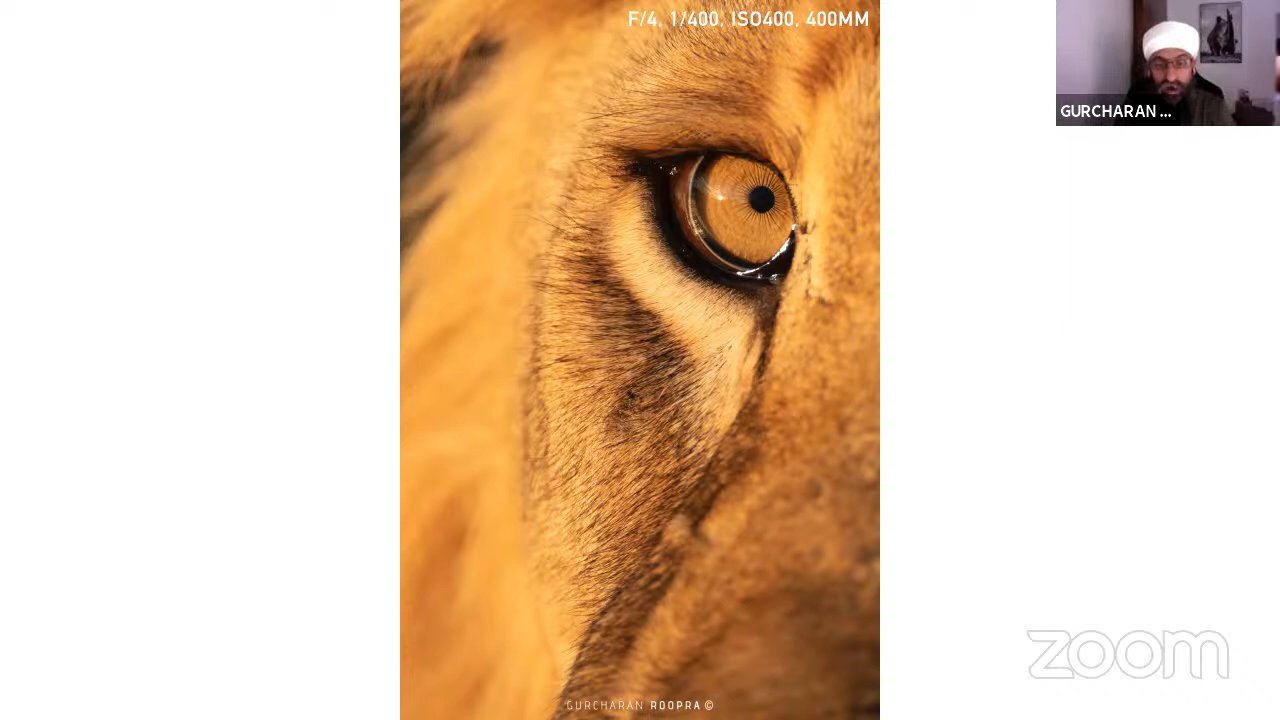 F/4, 1/400, ISO400, 400MM
GURCHARAN ...
zoom
GURCHARAN ROOPRA ©